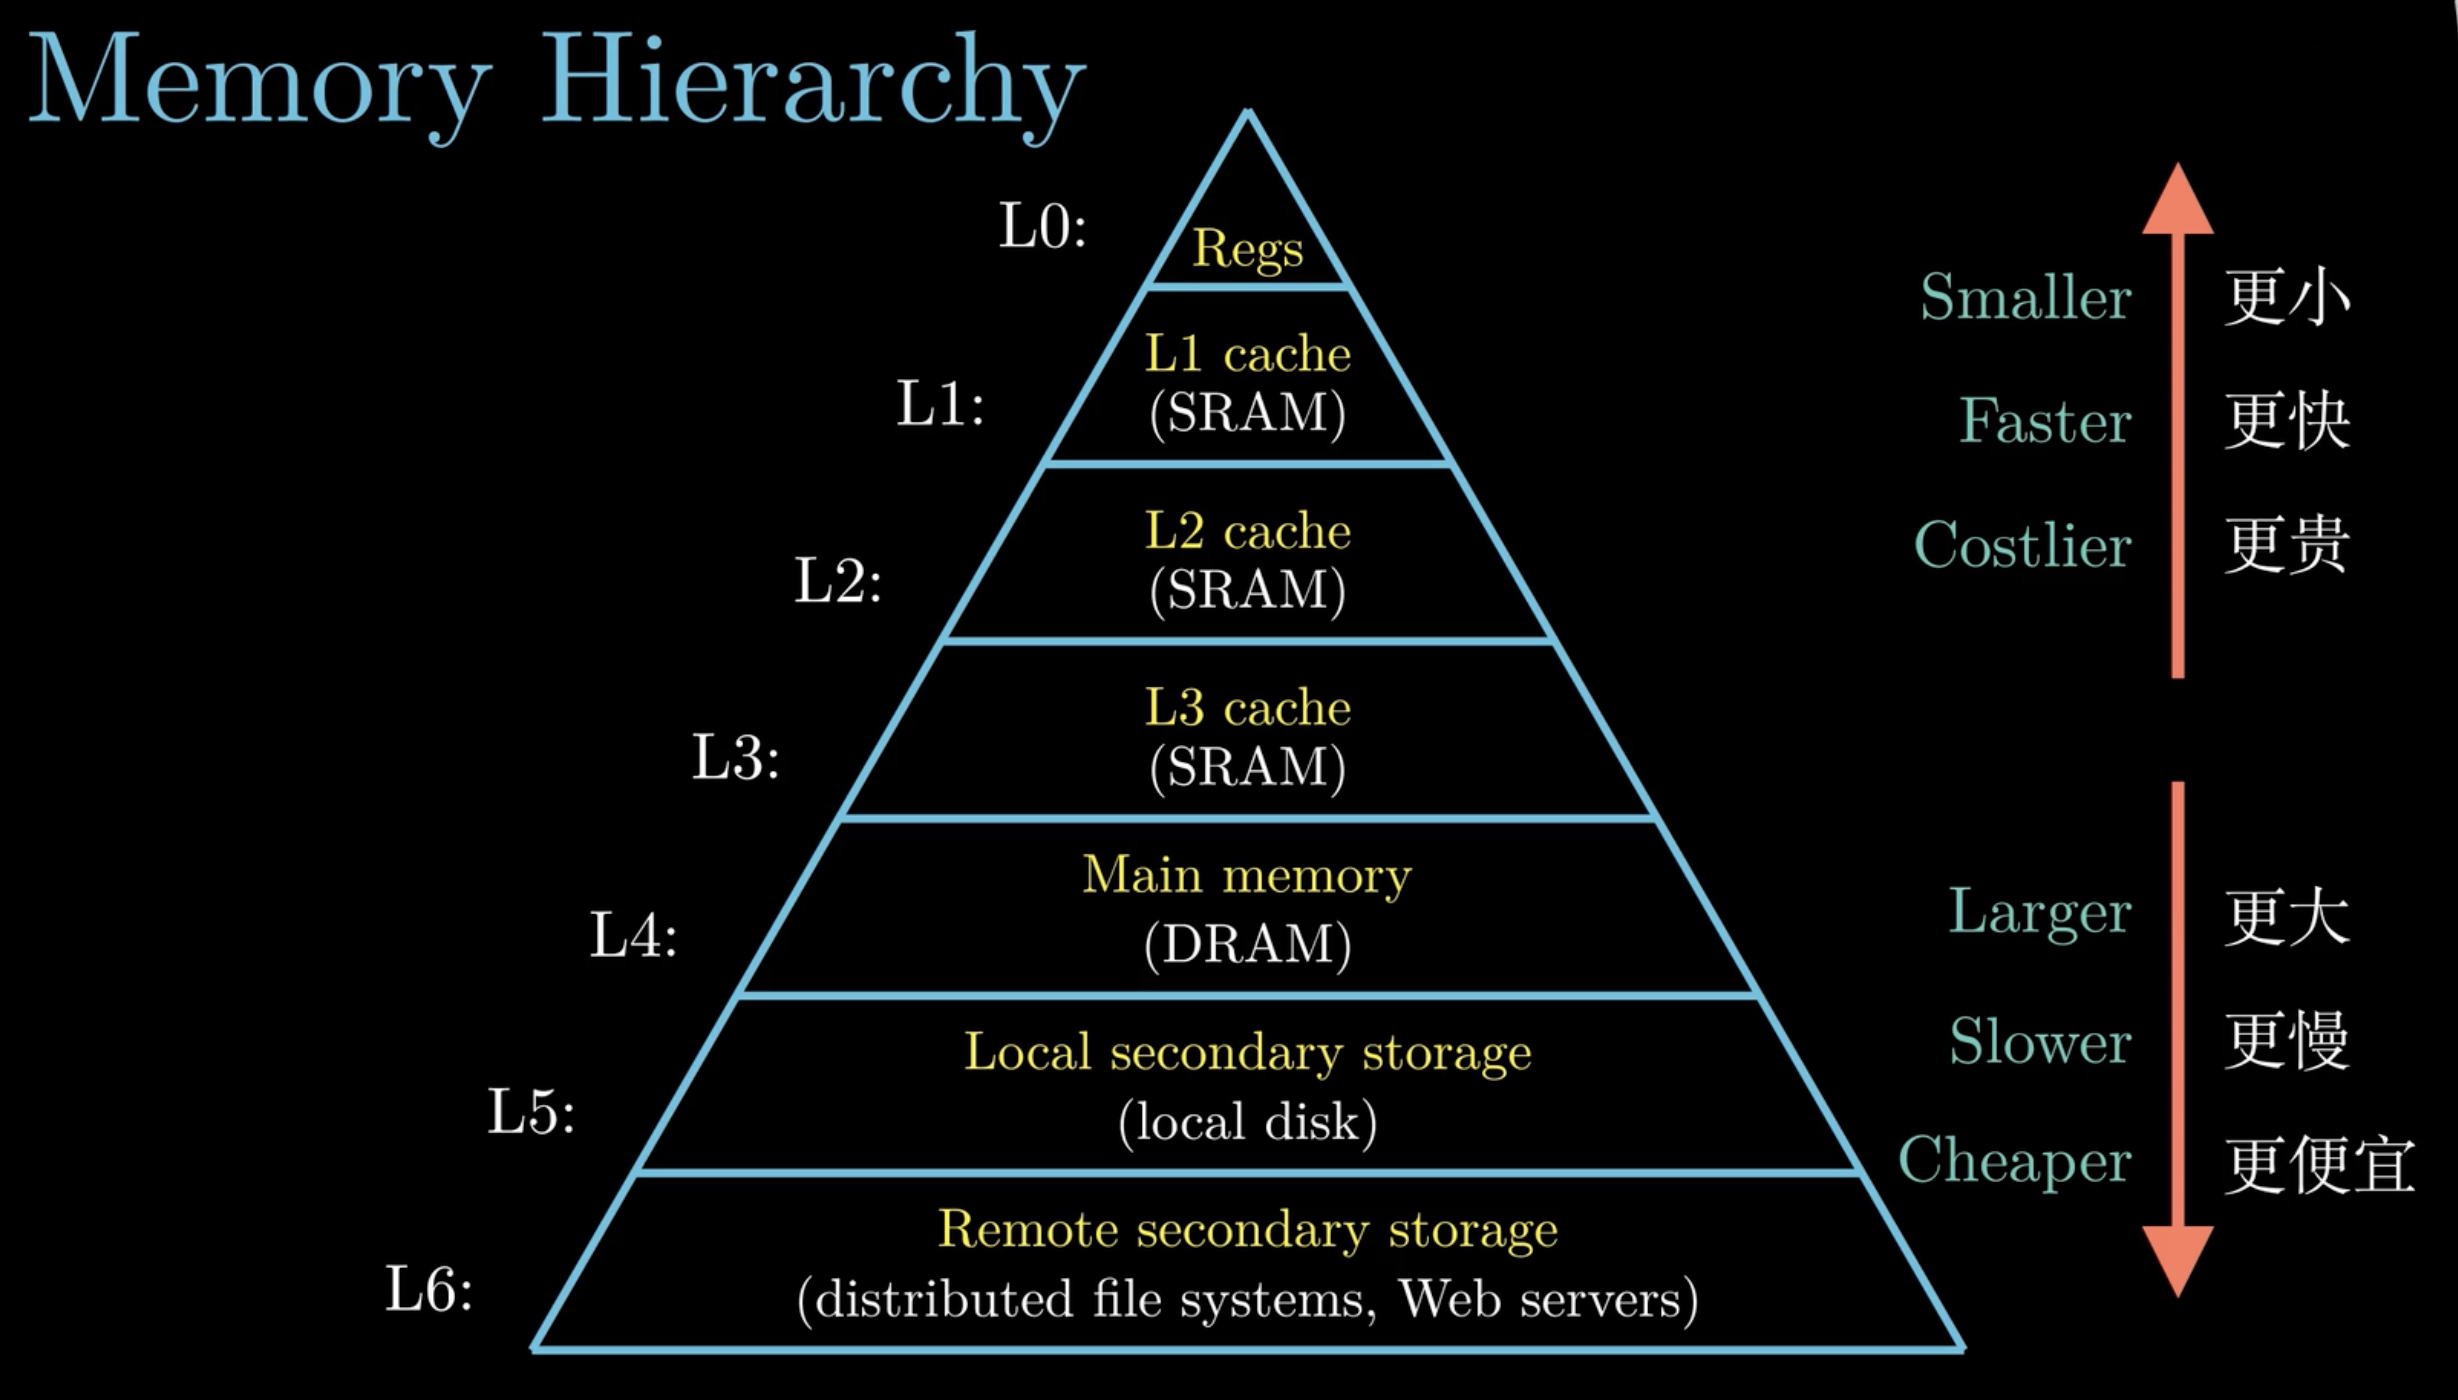 Memory Hierarchy
L0:
Regs
L1:
L1 cache
(SRAM)
L2:
L2 cache
(SRAM)
L3:
L3 cache
(SRAM)
L4:
Main memory
(DRAM)
L5:
Local secondary storage
(local disk)
L6:
Remote secondary storage
(distributed file systems, Web servers)
Smaller 更小
Faster 更快
Costlier 更贵
Larger 更大
Slower 更慢
Cheaper 更便宜